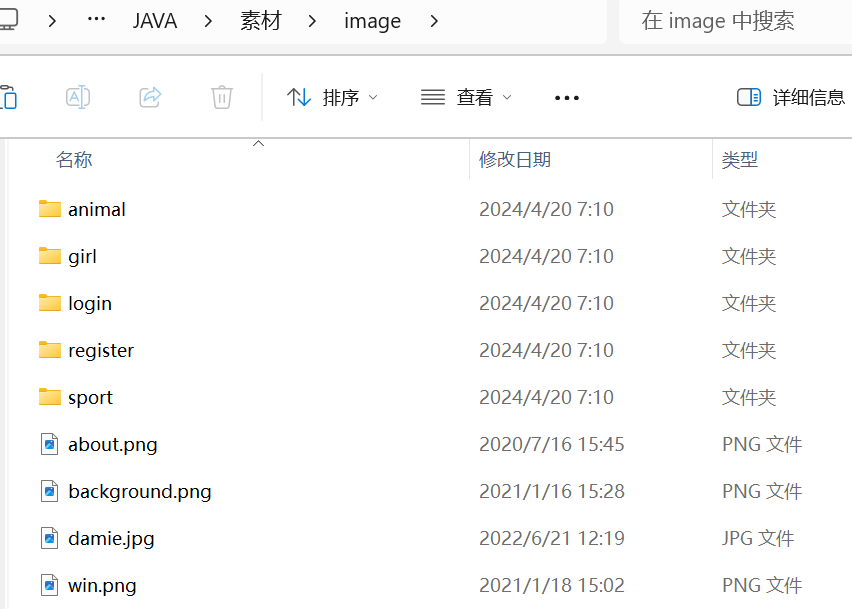 JAVA 素材 image 在 image 中搜索
排序 查看 详细信息
名称 修改日期 类型
animal 2024/4/20 7:10 文件夹
girl 2024/4/20 7:10 文件夹
login 2024/4/20 7:10 文件夹
register 2024/4/20 7:10 文件夹
sport 2024/4/20 7:10 文件夹
about.png 2020/7/16 15:45 PNG 文件
background.png 2021/1/16 15:28 PNG 文件
damie.jpg 2022/6/21 12:19 JPG 文件
win.png 2021/1/18 15:02 PNG 文件